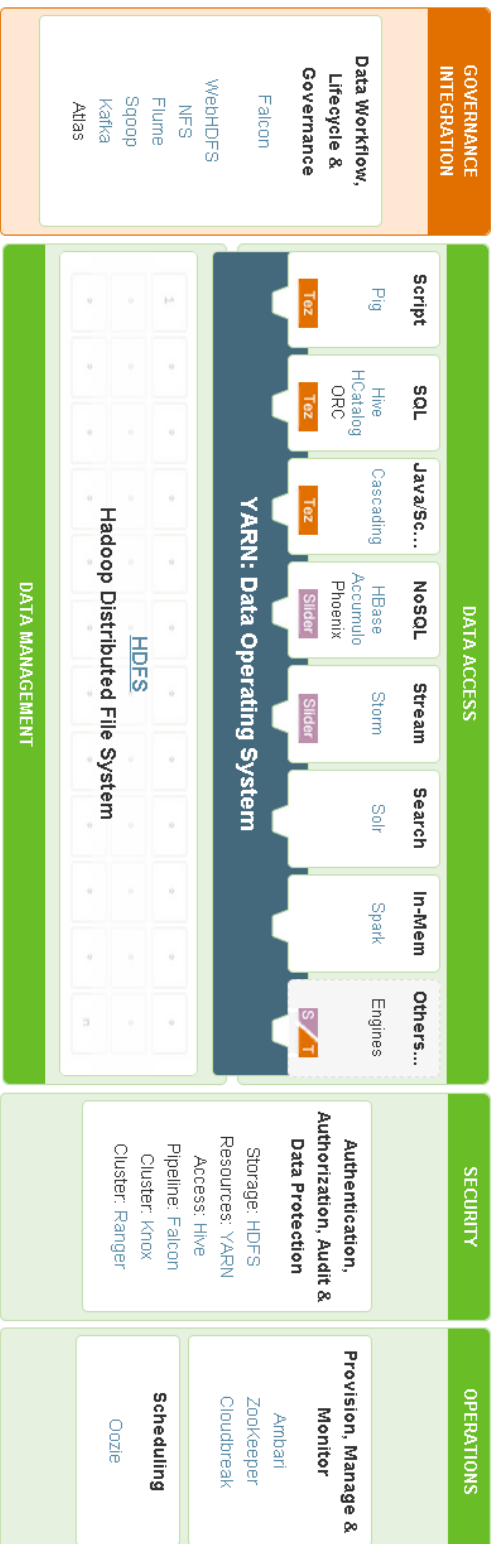 GOVERNANCE
INTEGRATION
Data Workflow,
Lifecycle &
Governance
Falcon
WebHDFS
NFS
Flume
Sqoop
Kafka
Atlas
DATA ACCESS
Script
Pig
Tez
SQL
Hive
HCatalog
ORC
Tez
Java/Sc...
Cascading
Tez
NoSQL
HBase
Accumulo
Phoenix
Slider
Stream
Storm
Slider
Search
Solr
In-Mem
Spark
Others...
Engines
S
T
YARN: Data Operating System
1
HDFS
Hadoop Distributed File System
n
DATA MANAGEMENT
SECURITY
Authentication,
Authorization, Audit &
Data Protection
Storage: HDFS
Resources: YARN
Access: Hive
Pipeline: Falcon
Cluster: Knox
Cluster: Ranger
OPERATIONS
Provision, Manage &
Monitor
Ambari
ZooKeeper
Cloudbreak
Scheduling
Oozie